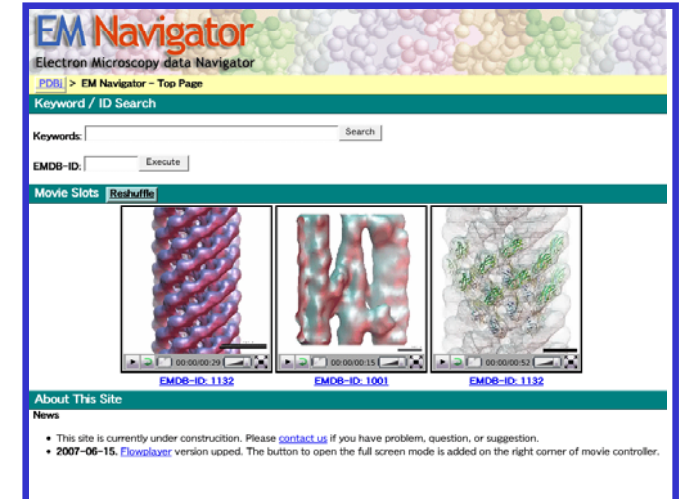 EM Navigator
Electron Microscopy data Navigator
PDBj > EM Navigator - Top Page
Keyword / ID Search
Keywords: Search
EMDB-ID: Execute
Movie Slots Reshuffle
00:00/00:29 00:00/00:15 00:00/00:52
EMDB-ID: 1132 EMDB-ID: 1001 EMDB-ID: 1132
About This Site
News
• This site is currently under construcition. Please contact us if you have problem, question, or suggestion.
• 2007-06-15. Flowplayer version upped. The button to open the full screen mode is added on the right corner of movie controller.